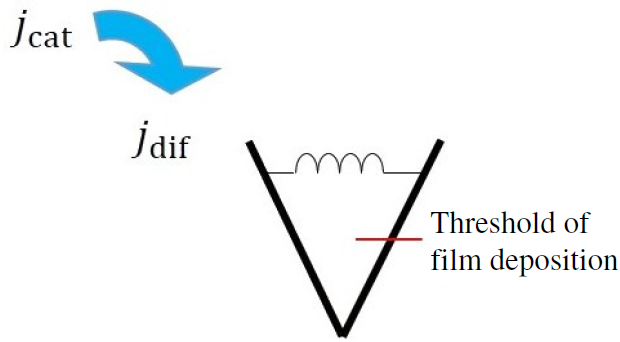 jcat
jdif
Threshold of
film deposition